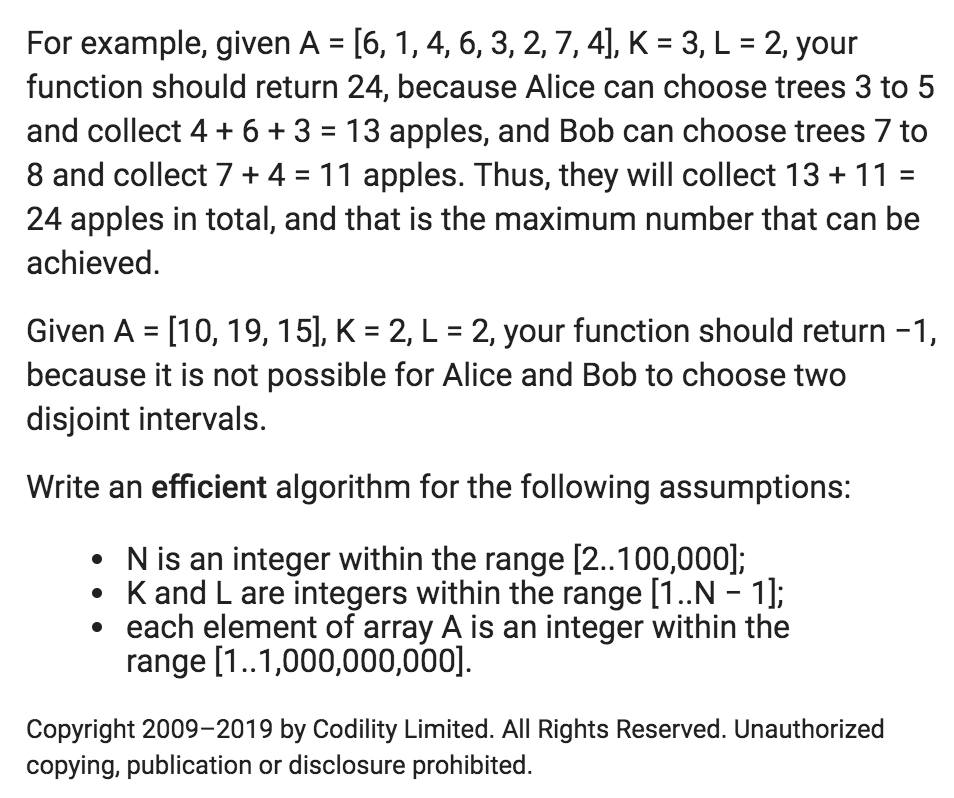 For example, given A = [6, 1, 4, 6, 3, 2, 7, 4], K = 3, L = 2, your
function should return 24, because Alice can choose trees 3 to 5
and collect 4 + 6 + 3 = 13 apples, and Bob can choose trees 7 to
8 and collect 7 + 4 = 11 apples. Thus, they will collect 13 + 11 =
24 apples in total, and that is the maximum number that can be
achieved.
Given A = [10, 19, 15], K = 2, L = 2, your function should return −1,
because it is not possible for Alice and Bob to choose two
disjoint intervals.
Write an efficient algorithm for the following assumptions:
• N is an integer within the range [2..100,000];
• K and L are integers within the range [1..N − 1];
• each element of array A is an integer within the
range [1..1,000,000,000].
Copyright 2009–2019 by Codility Limited. All Rights Reserved. Unauthorized
copying, publication or disclosure prohibited.